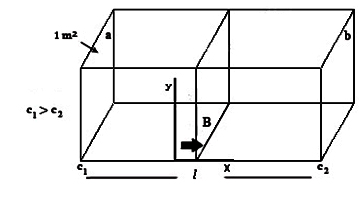 1 m² a b
y
c₁ > c₂ B
c₁ l X c₂